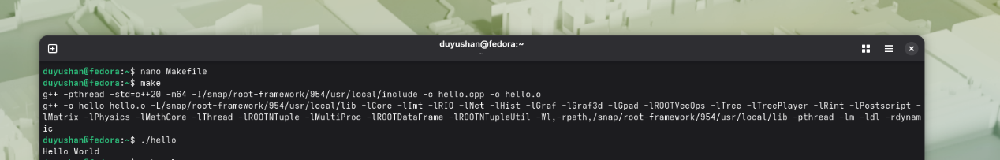 duyushan@fedora:~
~
duyushan@fedora:~$ nano Makefile
duyushan@fedora:~$ make
g++ -pthread -std=c++20 -m64 -I/snap/root-framework/954/usr/local/include -c hello.cpp -o hello.o
g++ -o hello hello.o -L/snap/root-framework/954/usr/local/lib -lCore -lImt -lRIO -lNet -lHist -lGraf -lGraf3d -lGpad -lROOTVecOps -lTree -lTreePlayer -lRint -lPostscript -
lMatrix -lPhysics -lMathCore -lThread -lROOTNTuple -lMultiProc -lROOTDataFrame -lROOTNTupleUtil -Wl,-rpath,/snap/root-framework/954/usr/local/lib -pthread -lm -ldl -rdynam
ic
duyushan@fedora:~$ ./hello
Hello World